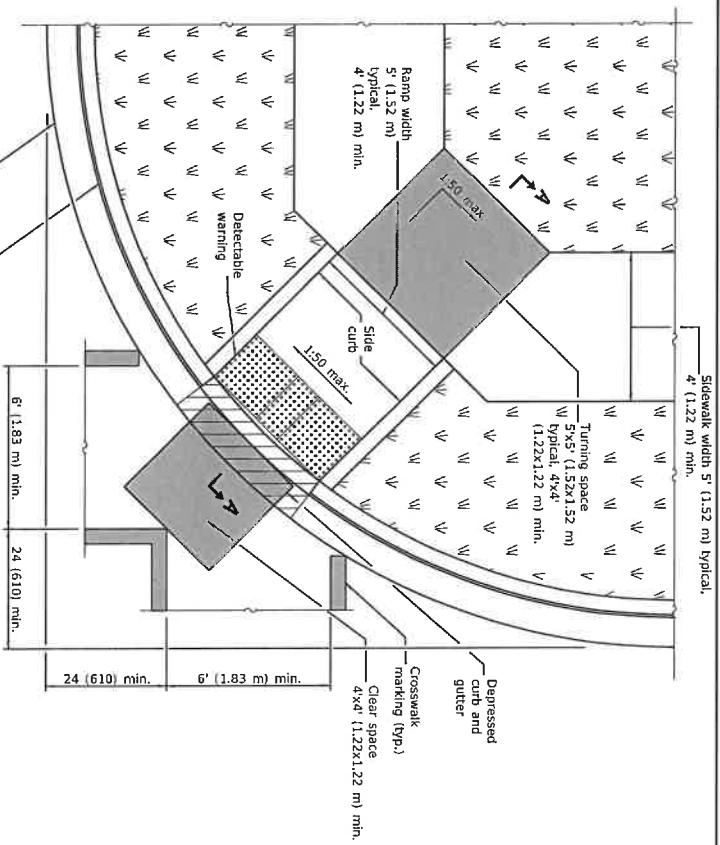 Sidewalk width 5' (1.52 m) typical,
4' (1.22 m) min.
Turning space
5'x5' (1.52x1.52 m)
typical, 4'x4'
(1.22x1.22 m) min.
Ramp width
5' (1.52 m)
typical,
4' (1.22 m) min.
A
1:50 max.
Side
curb
1:50 max.
Detectable
warning
A
Depressed
curb and
gutter
Crosswalk
marking (typ.)
Clear space
4'x4' (1.22x1.22 m) min.
6' (1.83 m) min.
24 (610) min.
24 (610) min.
6' (1.83 m) min.